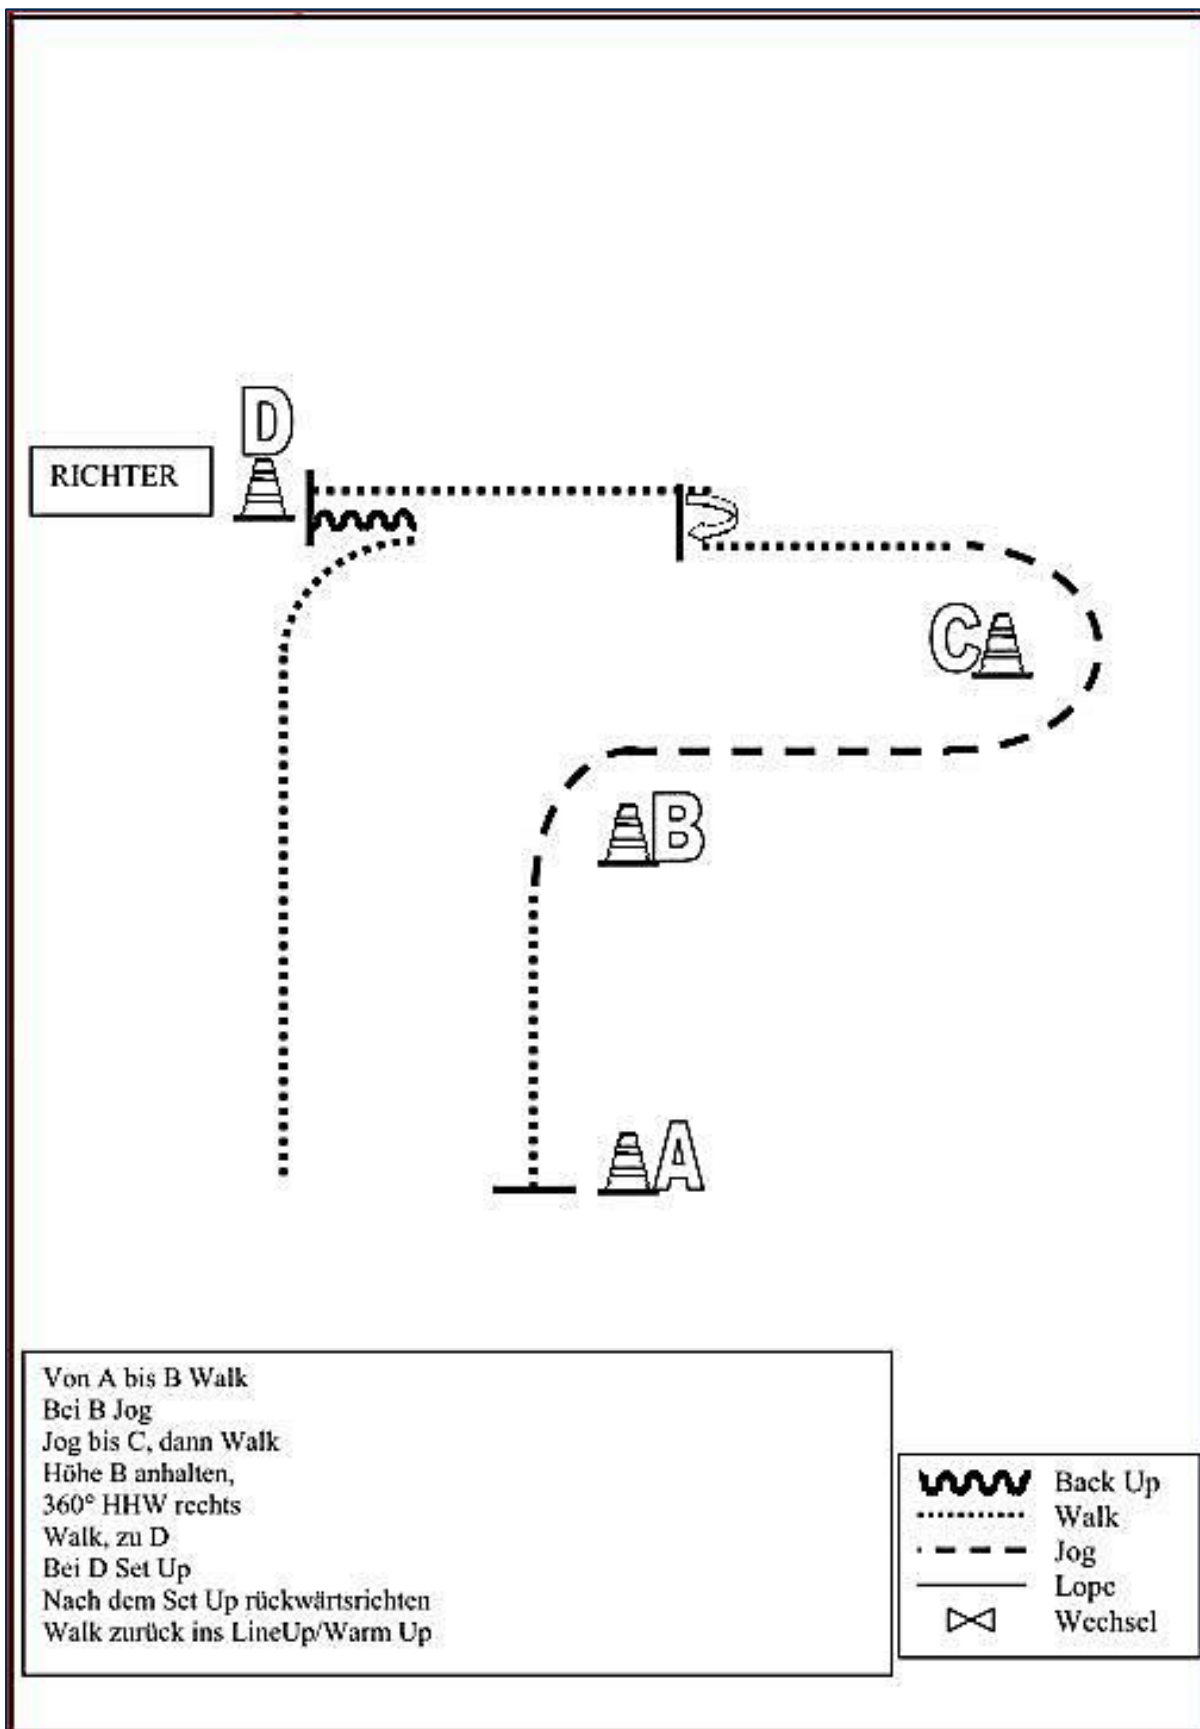 D
RICHTER
C
B
A
Von A bis B Walk
Bei B Jog
Jog bis C, dann Walk
Höhe B anhalten,
360° HHW rechts
Walk, zu D
Bei D Set Up
Nach dem Set Up rückwärtsrichten
Walk zurück ins LineUp/Warm Up
Back Up
Walk
Jog
Lope
Wechsel